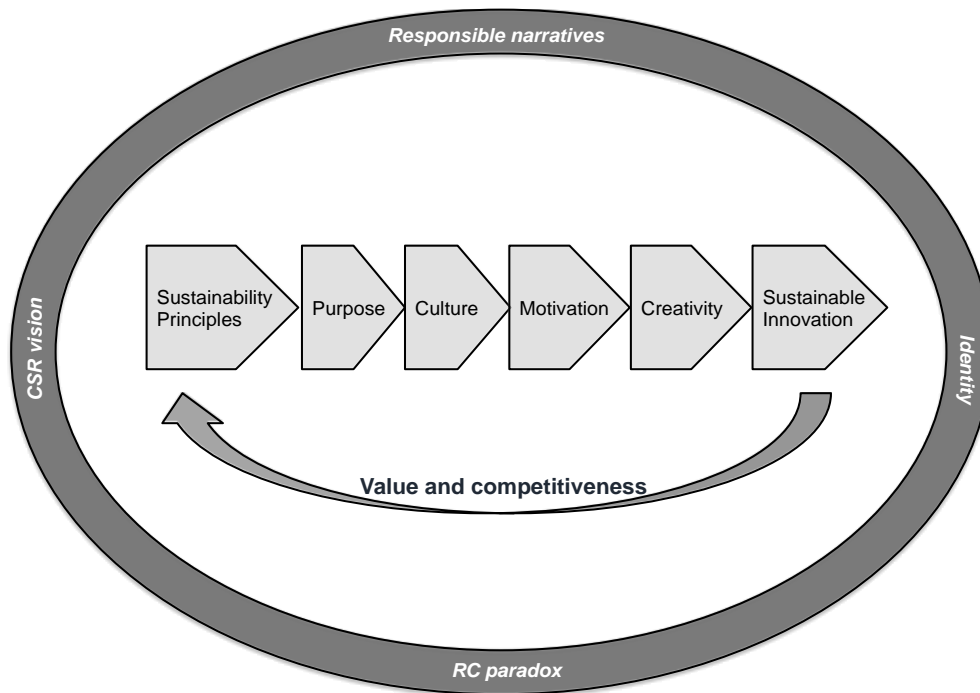 Responsible narratives
CSR vision
Sustainability
Principles
Purpose
Culture
Motivation
Creativity
Sustainable
Innovation
Identity
Value and competitiveness
RC paradox